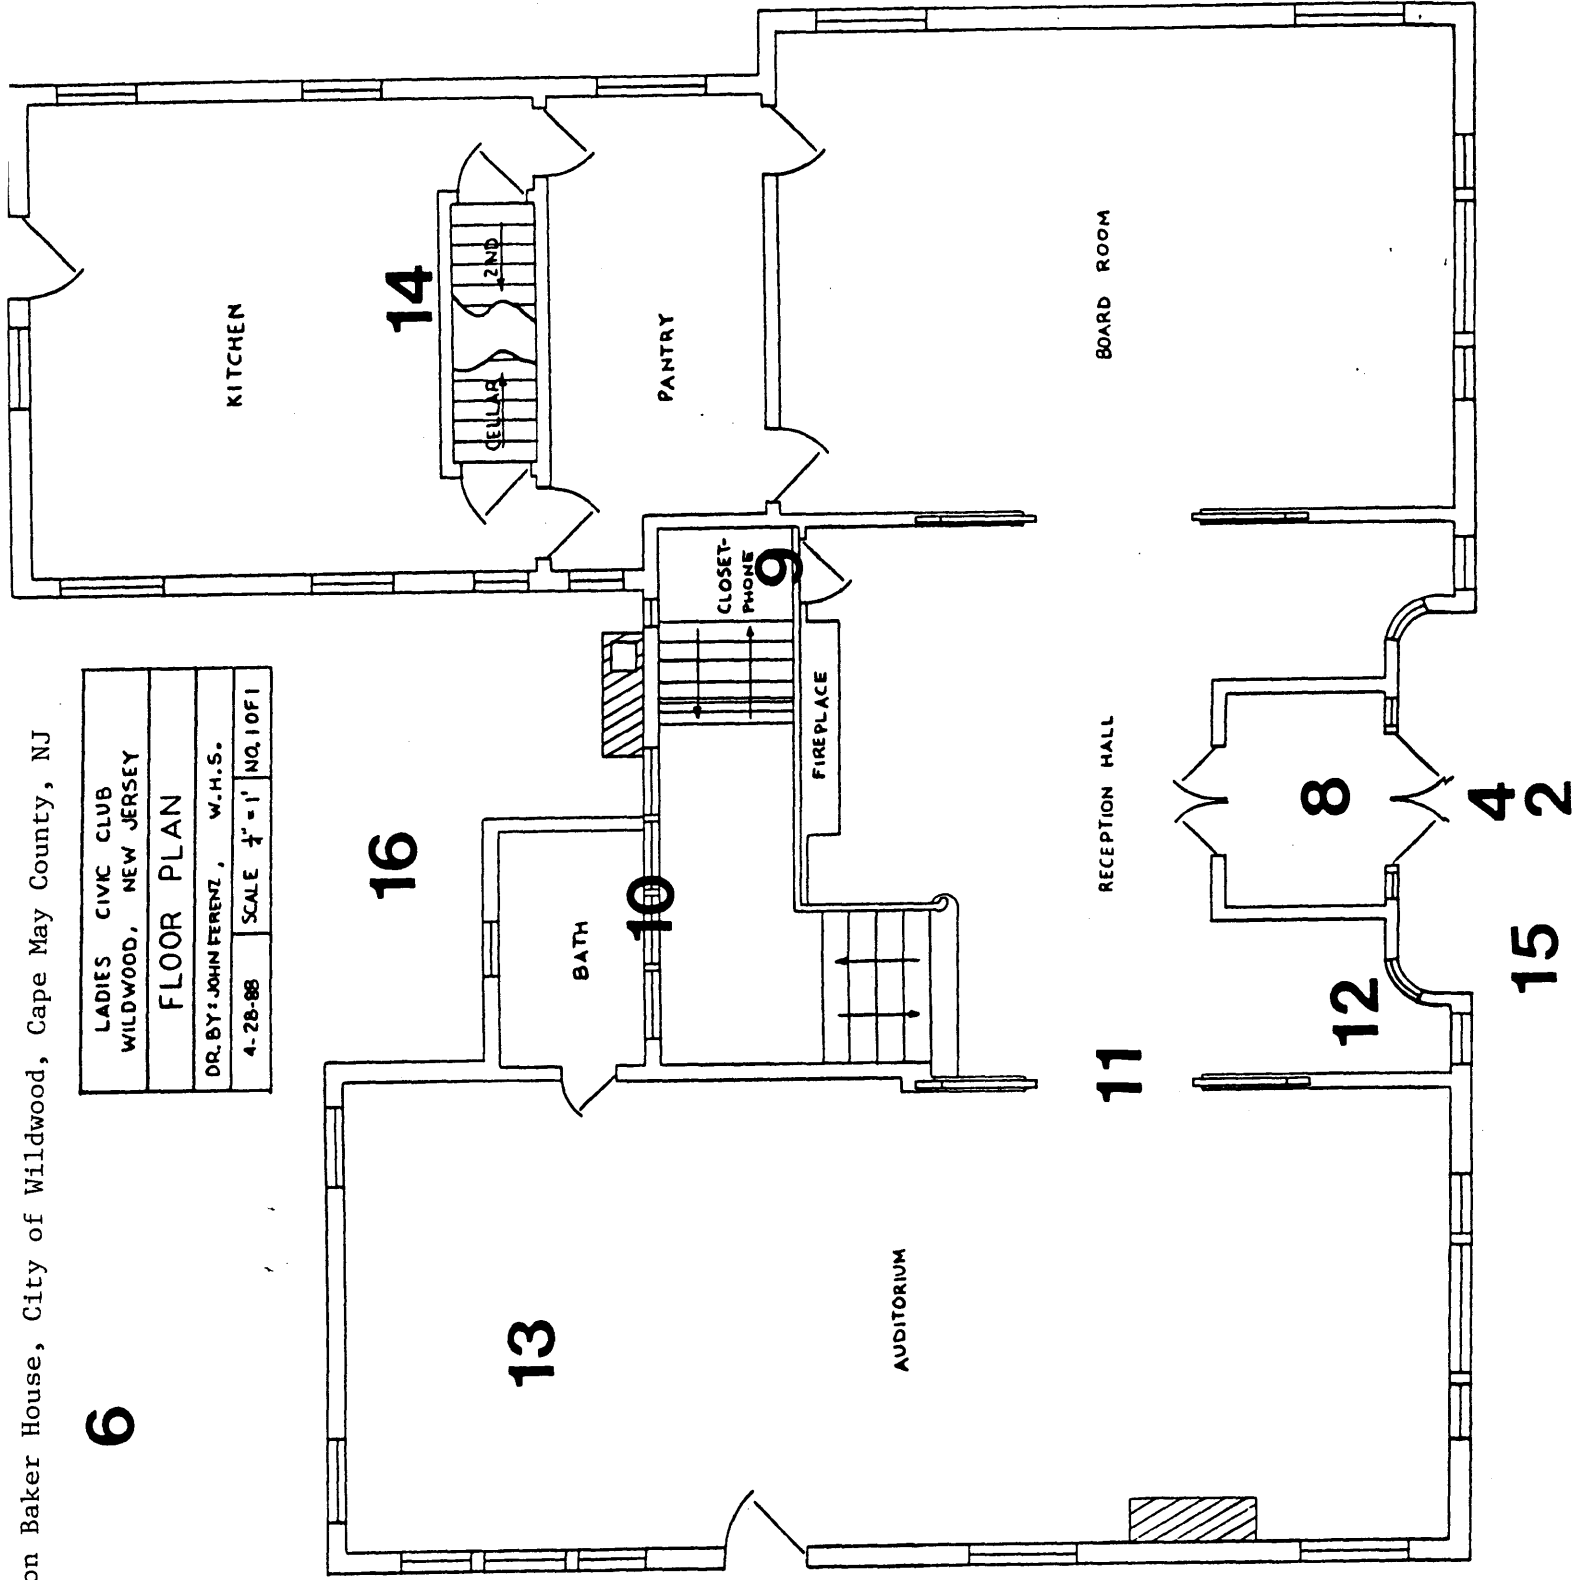 on Baker House, City of Wildwood, Cape May County, NJ
LADIES CIVIC CLUB
WILDWOOD, NEW JERSEY
FLOOR PLAN
DR. BY: JOHN FERENZ, W.H.S.
4-28-88 SCALE ¼" = 1' NO. 1 OF 1
6
16
KITCHEN
14
CELLAR
2ND
PANTRY
BATH
10
CLOSET-
PHONE
9
FIREPLACE
13
AUDITORIUM
BOARD ROOM
RECEPTION HALL
11
8
12
4
2
15